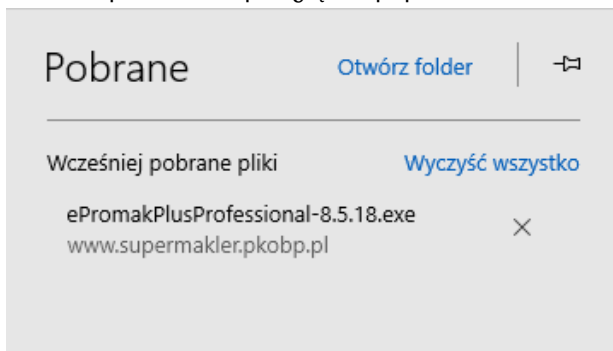 Pobrane
Otwórz folder
Wcześniej pobrane pliki
Wyczyść wszystko
ePromakPlusProfessional-8.5.18.exe
www.supermakler.pkobp.pl